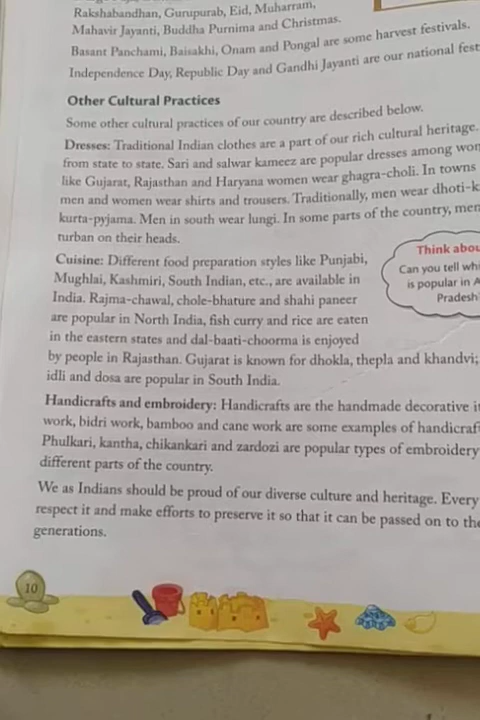 Rakshabandhan, Gurupurab, Eid, Muharram,
Mahavir Jayanti, Buddha Purnima and Christmas.
Basant Panchami, Baisakhi, Onam and Pongal are some harvest festivals.
Independence Day, Republic Day and Gandhi Jayanti are our national fest
Other Cultural Practices
Some other cultural practices of our country are described below.
Dresses: Traditional Indian clothes are a part of our rich cultural heritage.
from state to state. Sari and salwar kameez are popular dresses among wom
like Gujarat, Rajasthan and Haryana women wear ghagra-choli. In towns
men and women wear shirts and trousers. Traditionally, men wear dhoti-k
kurta-pyjama. Men in south wear lungi. In some parts of the country, men
turban on their heads.
Cuisine: Different food preparation styles like Punjabi,
Mughlai, Kashmiri, South Indian, etc., are available in
India. Rajma-chawal, chole-bhature and shahi paneer
are popular in North India, fish curry and rice are eaten
in the eastern states and dal-baati-choorma is enjoyed
by people in Rajasthan. Gujarat is known for dhokla, thepla and khandvi;
idli and dosa are popular in South India.
Think abou
Can you tell whi
is popular in A
Pradesh
Handicrafts and embroidery: Handicrafts are the handmade decorative it
work, bidri work, bamboo and cane work are some examples of handicraf
Phulkari, kantha, chikankari and zardozi are popular types of embroidery
different parts of the country.
We as Indians should be proud of our diverse culture and heritage. Every
respect it and make efforts to preserve it so that it can be passed on to the
generations.
10